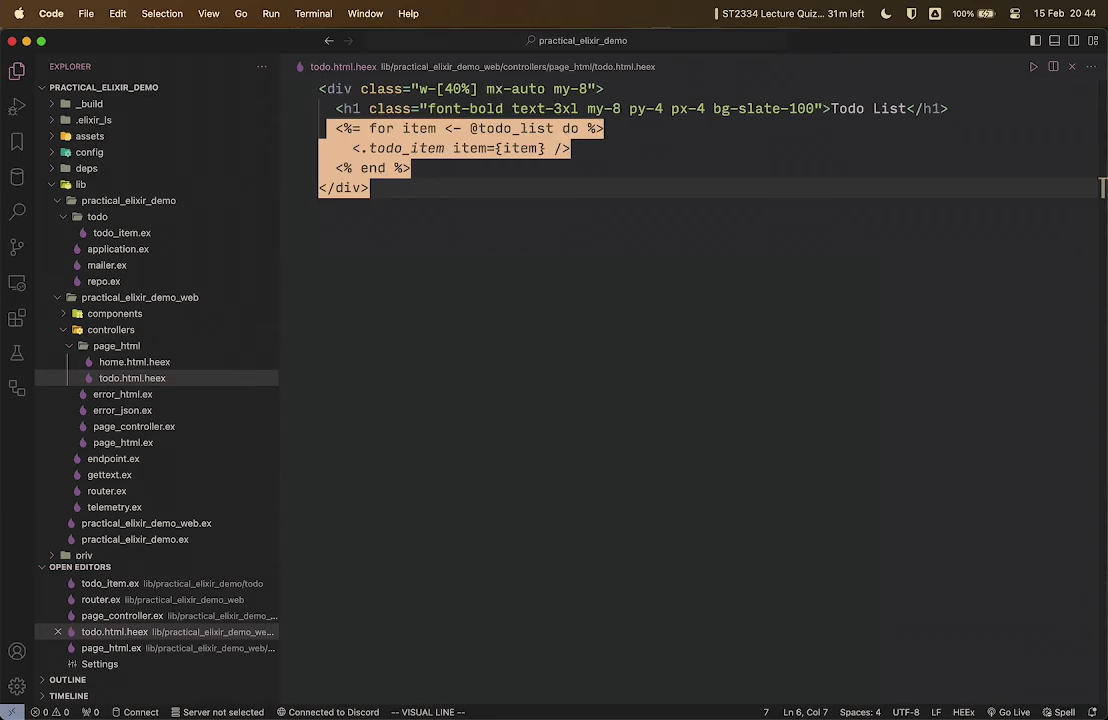 Code File Edit Selection View Go Run Terminal Window Help ST2334 Lecture Quiz... 31m left 100% 15 Feb 20 44
practical_elixir_demo
EXPLORER
todo.html.heex lib/practical_elixir_demo_web/controllers/page_html/todo.html.heex
PRACTICAL_ELIXIR_DEMO
_build
.elixir_ls
assets
config
deps
lib
practical_elixir_demo
todo
todo_item.ex
application.ex
mailer.ex
repo.ex
practical_elixir_demo_web
components
controllers
page_html
home.html.heex
todo.html.heex
error_html.ex
error_json.ex
page_controller.ex
page_html.ex
endpoint.ex
gettext.ex
router.ex
telemetry.ex
practical_elixir_demo_web.ex
practical_elixir_demo.ex
priv
OPEN EDITORS
todo_item.ex lib/practical_elixir_demo/todo
router.ex lib/practical_elixir_demo_web
page_controller.ex lib/practical_elixir_demo_...
todo.html.heex lib/practical_elixir_demo_we...
page_html.ex lib/practical_elixir_demo_web/...
Settings
OUTLINE
TIMELINE
<div class="w-[40%] mx-auto my-8">
<h1 class="font-bold text-3xl my-8 py-4 px-4 bg-slate-100">Todo List</h1>
<%= for item <- @todo_list do %>
<.todo_item item={item} />
<% end %>
</div>
0 0 0 Connect Server not selected Connected to Discord -- VISUAL LINE -- 7 Ln 6, Col 7 Spaces: 4 UTF-8 LF HEEx Go Live Spell